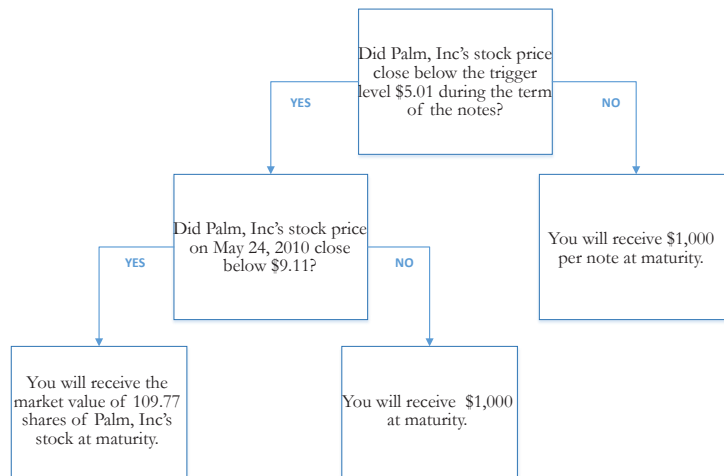 Did Palm, Inc's stock price
close below the trigger
level $5.01 during the term
of the notes?
YES
NO
Did Palm, Inc's stock price
on May 24, 2010 close
below $9.11?
You will receive $1,000
per note at maturity.
YES
NO
You will receive the
market value of 109.77
shares of Palm, Inc's
stock at maturity.
You will receive  $1,000
at maturity.